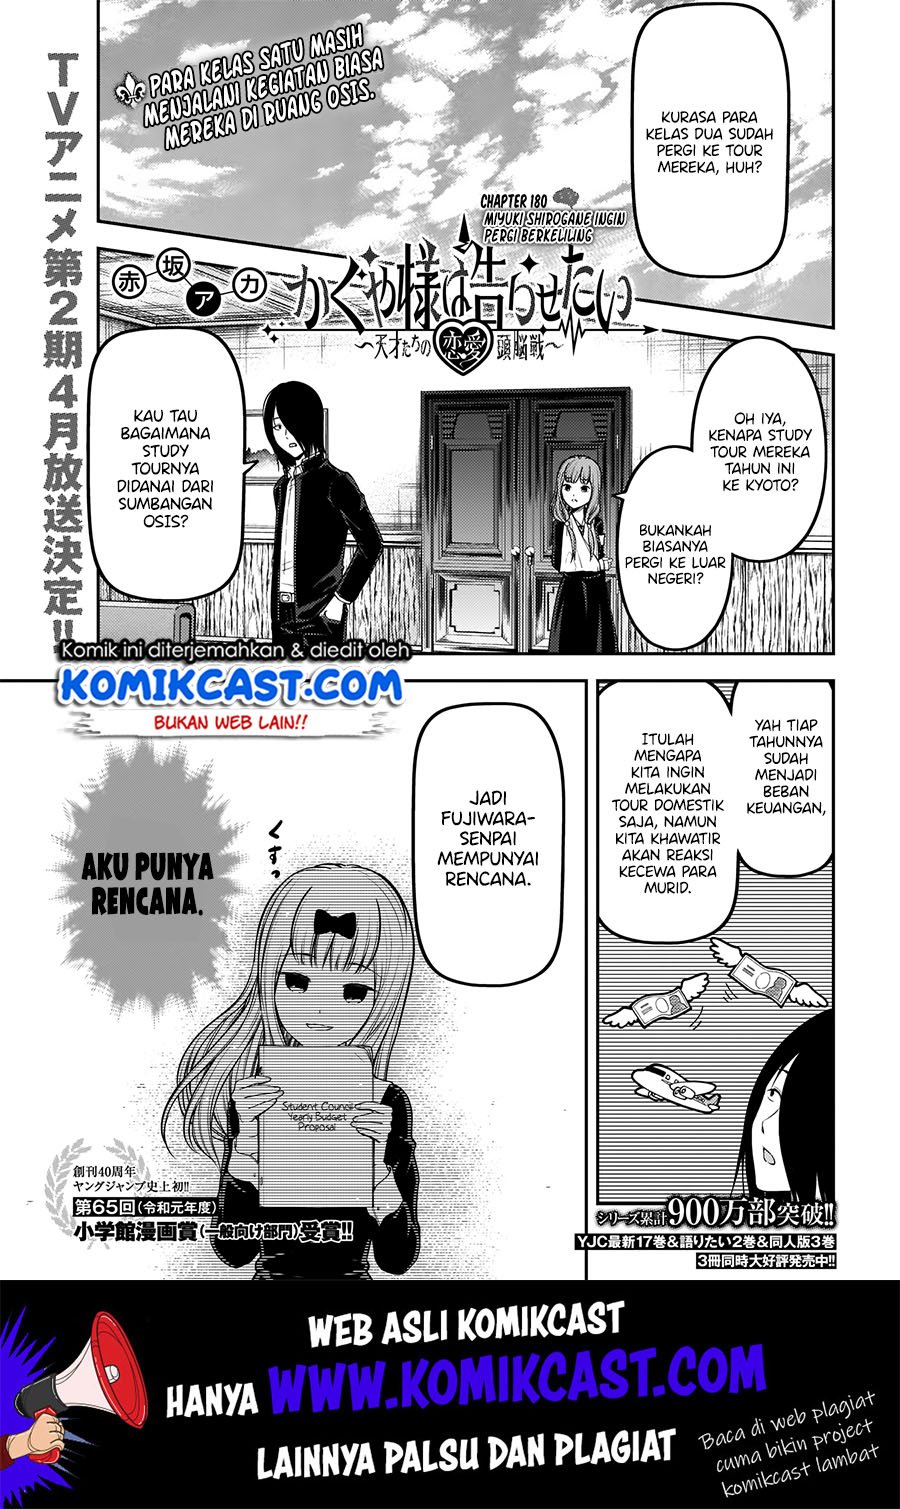 TVアニメ第2期4月放送決定!!
PARA KELAS SATU MASIH
MENJALANI KEGIATAN BIASA
MEREKA DI RUANG OSIS.
KURASA PARA
KELAS DUA SUDAH
PERGI KE TOUR
MEREKA, HUH?
CHAPTER 180
MIYUKI SHIROGANE INGIN
PERGI BERKELILING
赤坂アカ
かぐや様は告らせたい
～天才たちの恋愛頭脳戦～
OH IYA,
KENAPA STUDY
TOUR MEREKA
TAHUN INI
KE KYOTO?
BUKANKAH
BIASANYA
PERGI KE LUAR
NEGERI?
KAU TAU
BAGAIMANA
STUDY
TOURNYA
DIDANAI DARI
SUMBANGAN
OSIS?
Komik ini diterjemahkan & diedit oleh
KOMIKCAST.COM
BUKAN WEB LAIN!!
YAH TIAP
TAHUNNYA
SUDAH
MENJADI
BEBAN
KEUANGAN,
ITULAH
MENGAPA
KITA INGIN
MELAKUKAN
TOUR DOMESTIK
SAJA, NAMUN
KITA KHAWATIR
AKAN REAKSI
KECEWA PARA
MURID.
JADI
FUJIWARA-
SENPAI
MEMPUNYAI
RENCANA.
くすっ
AKU PUNYA
RENCANA.
Student Council
Yearly Budget
Proposal
創刊40周年
ヤングジャンプ史上初!!
第65回(令和元年度)
小学館漫画賞(一般向け部門)受賞!!
シリーズ累計900万部突破!!
YJC最新17巻&語りたい2巻&同人版3巻
3冊同時大好評発売中!!
WEB ASLI KOMIKCAST
HANYA WWW.KOMIKCAST.COM
LAINNYA PALSU DAN PLAGIAT
Baca di web plagiat
cuma bikin project
komikcast lambat